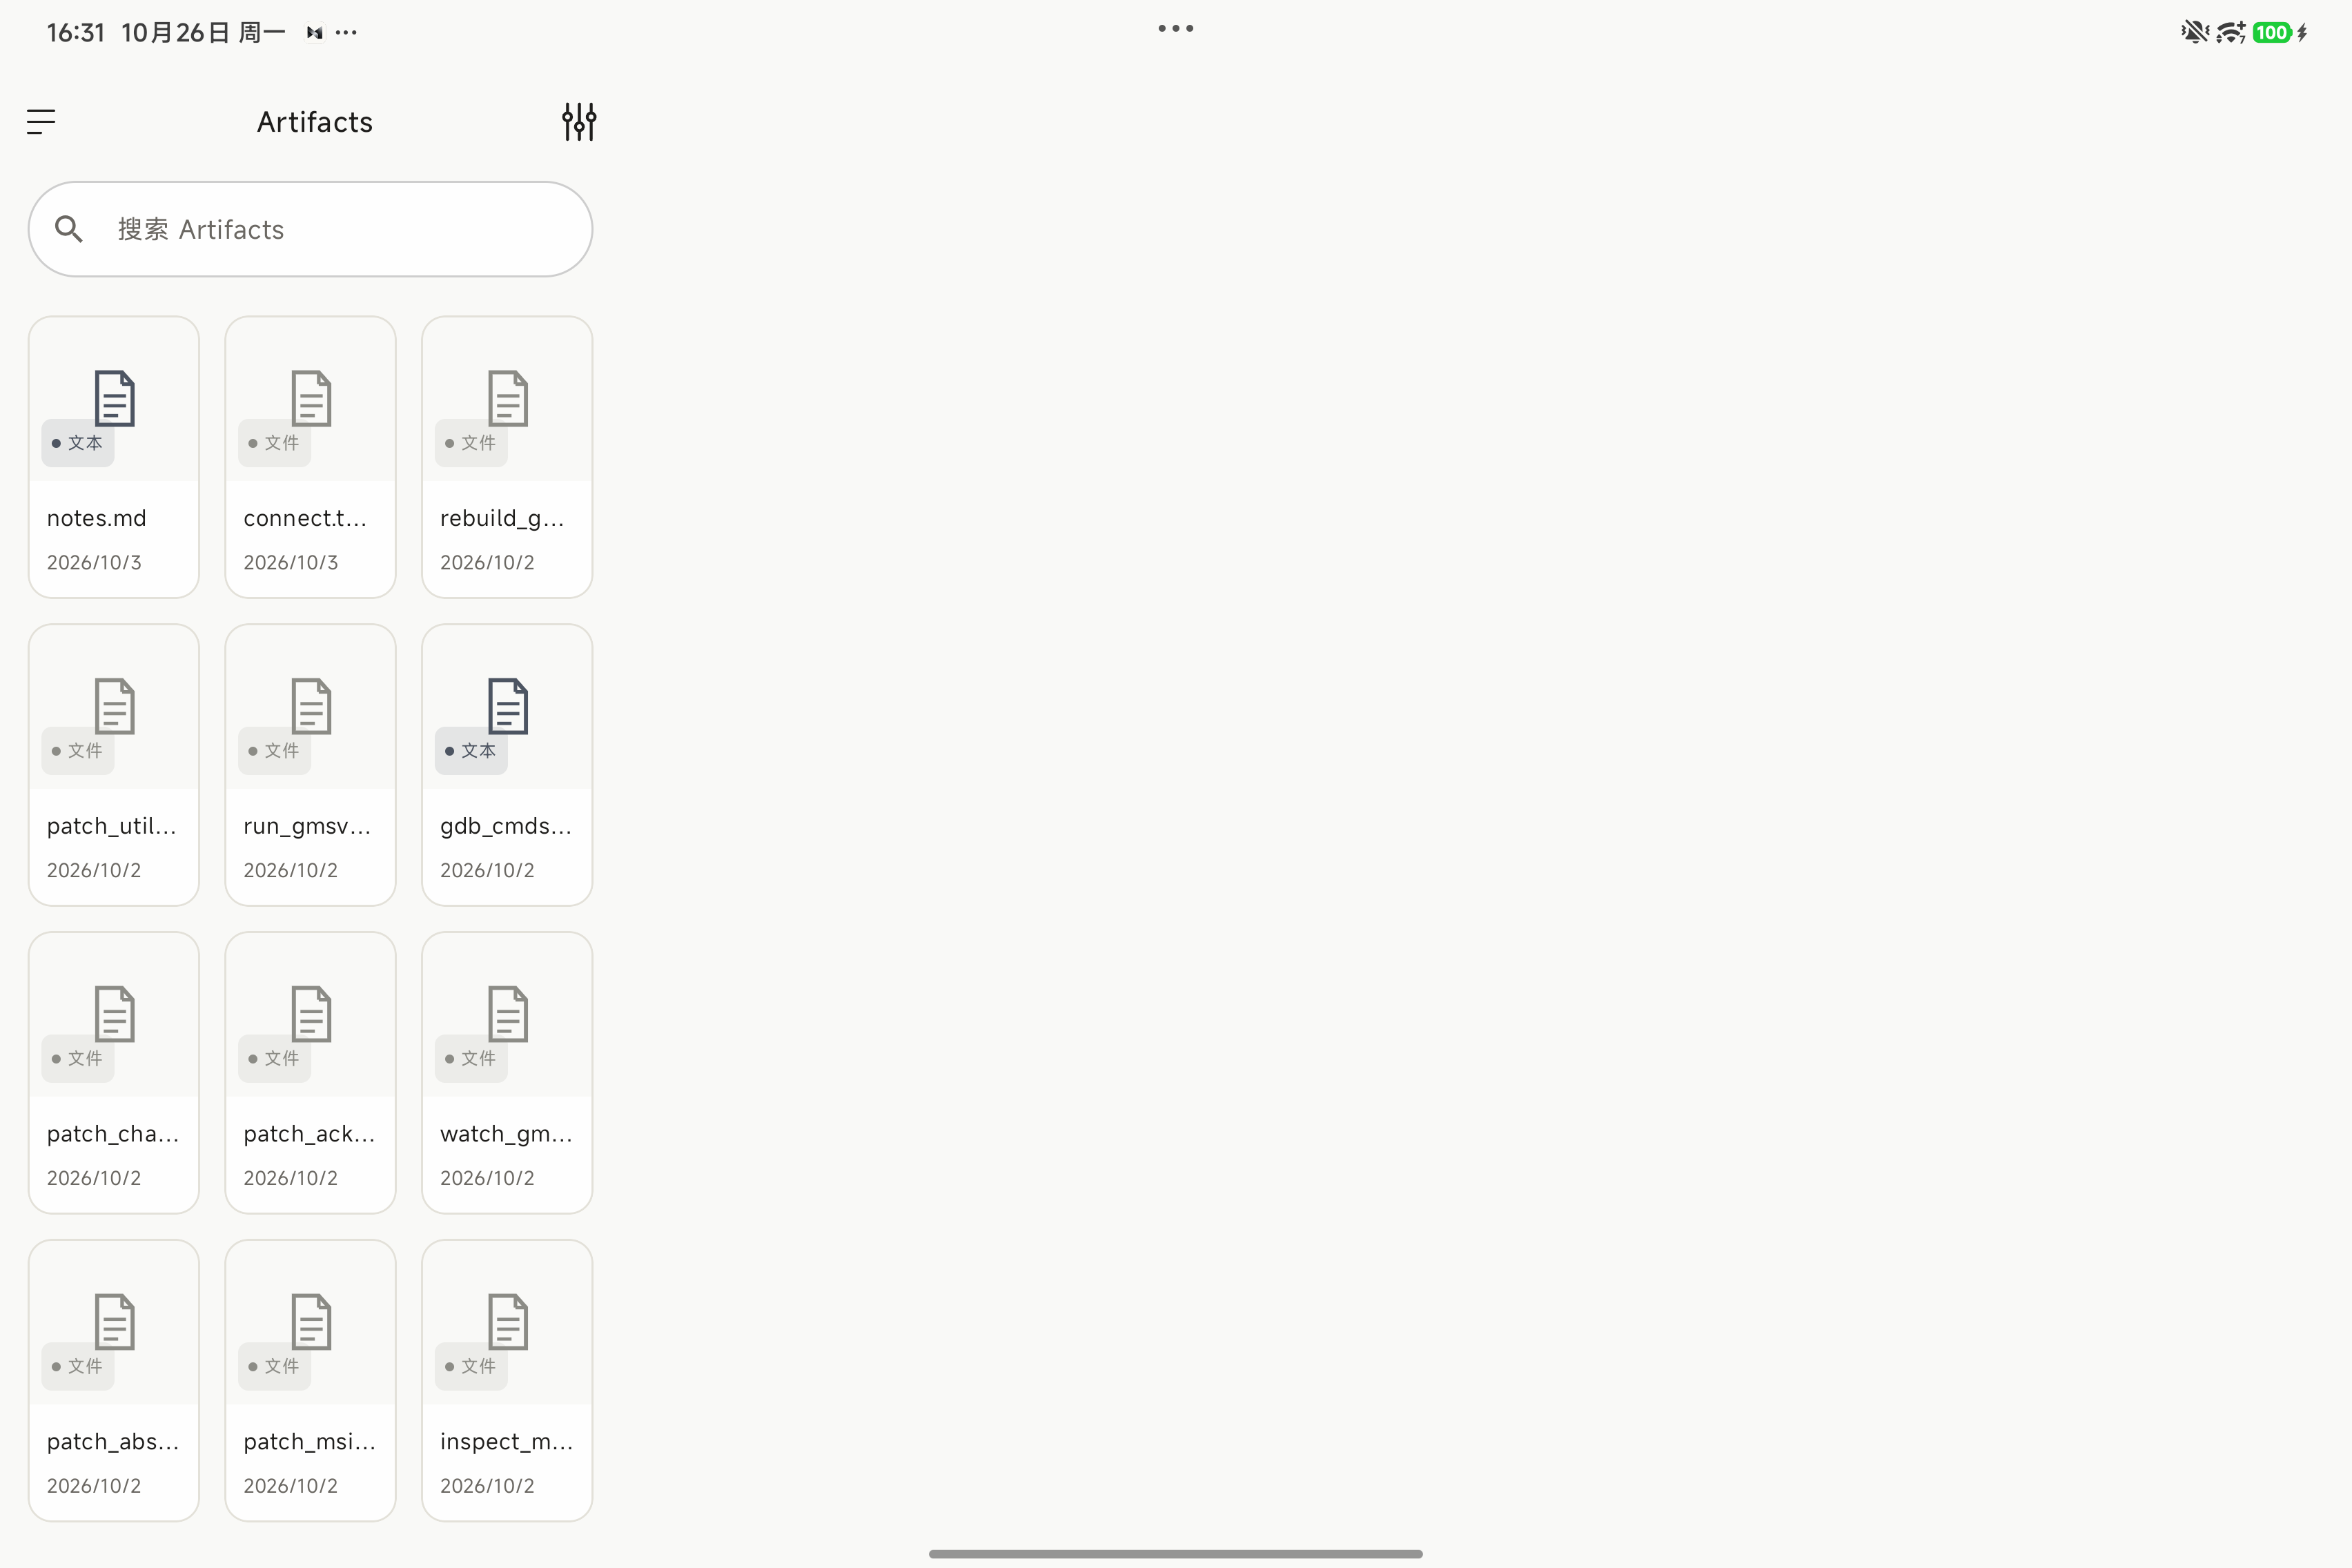 16:31 10月26日 周一
100
Artifacts
搜索 Artifacts
文本
notes.md
2026/10/3
文件
connect.t...
2026/10/3
文件
rebuild_g...
2026/10/2
文件
patch_util...
2026/10/2
文件
run_gmsv...
2026/10/2
文本
gdb_cmds...
2026/10/2
文件
patch_cha...
2026/10/2
文件
patch_ack...
2026/10/2
文件
watch_gm...
2026/10/2
文件
patch_abs...
2026/10/2
文件
patch_msi...
2026/10/2
文件
inspect_m...
2026/10/2